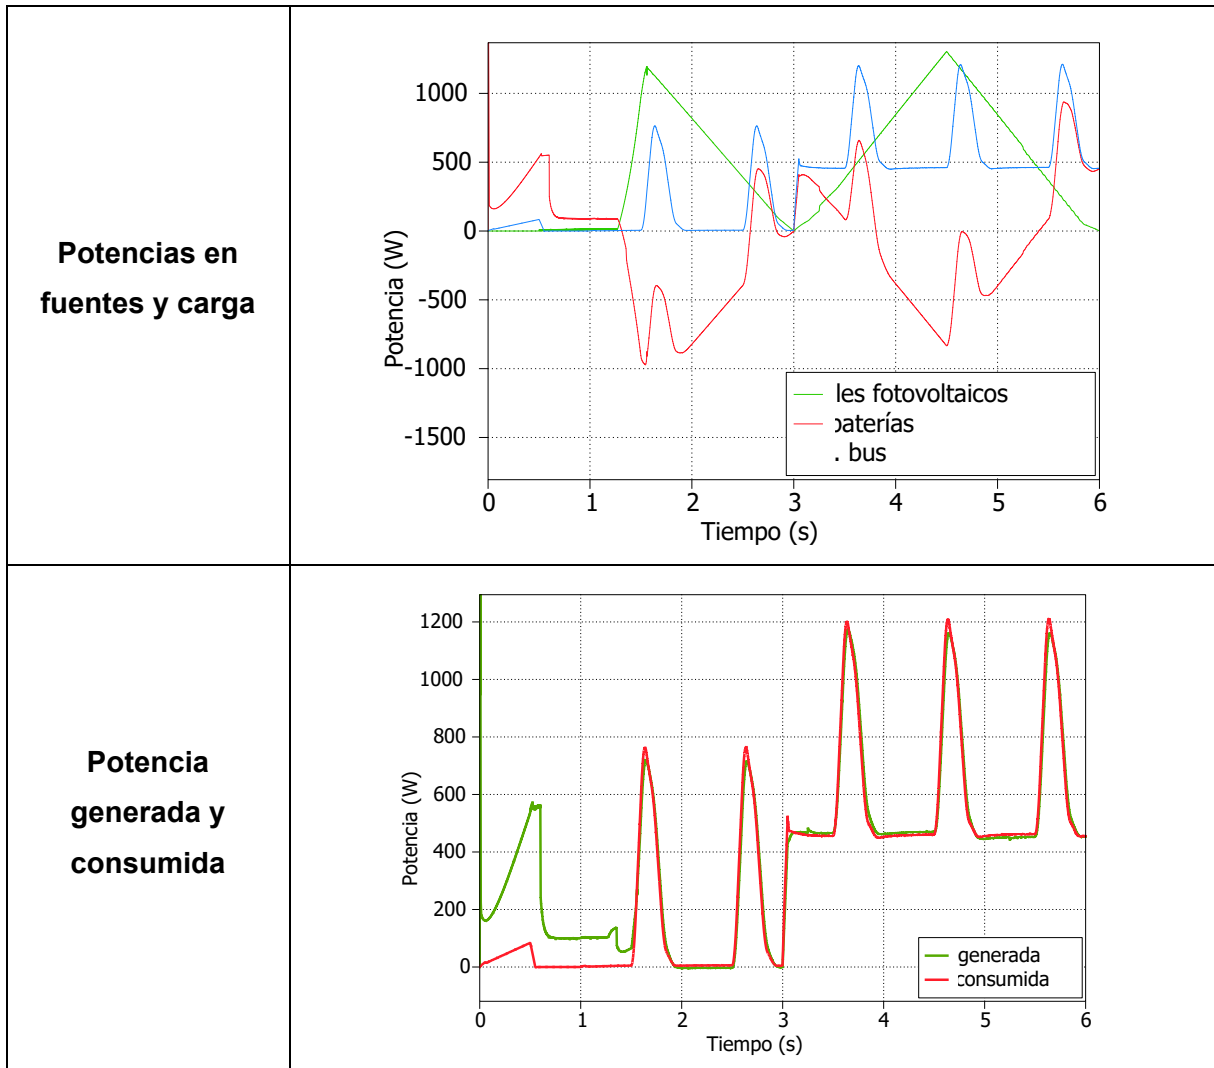 Potencias en
fuentes y carga
Potencia (W)
1000
500
0
-500
-1000
-1500
0 1 2 3 4 5 6
Tiempo (s)
les fotovoltaicos
baterías
. bus
Potencia
generada y
consumida
Potencia (W)
1200
1000
800
600
400
200
0
0 1 2 3 4 5 6
Tiempo (s)
generada
consumida